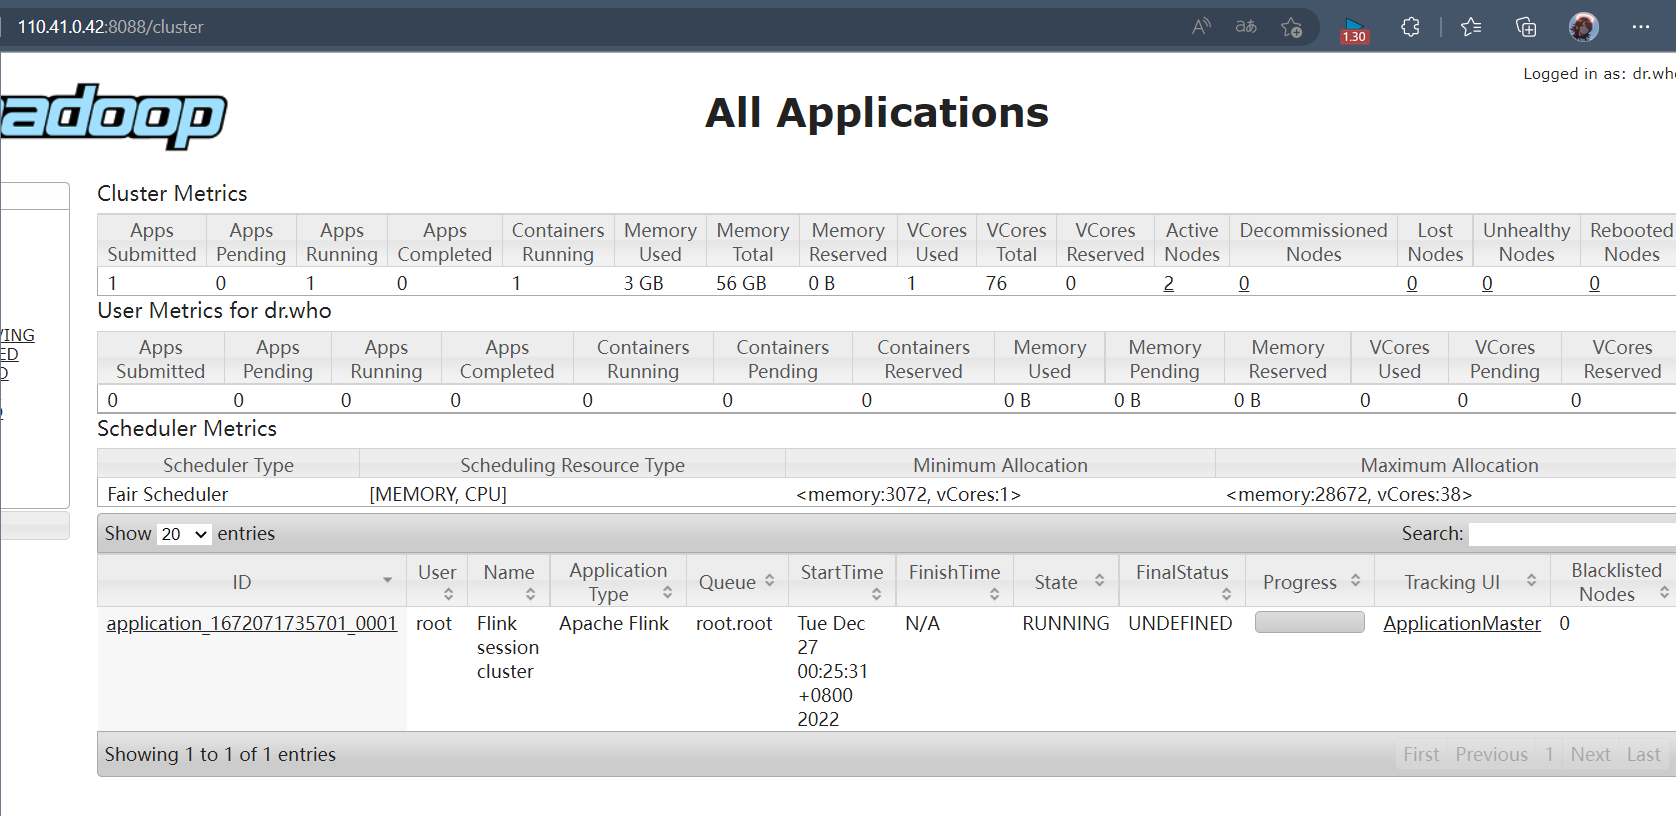 110.41.0.42:8088/cluster
1.30
Logged in as: dr.who
adoop
All Applications
Cluster Metrics
Apps Submitted Apps Pending Apps Running Apps Completed Containers Running Memory Used Memory Total Memory Reserved VCores Used VCores Total VCores Reserved Active Nodes Decommissioned Nodes Lost Nodes Unhealthy Nodes Rebooted Nodes
1 0 1 0 1 3 GB 56 GB 0 B 1 76 0 2 0 0 0 0
User Metrics for dr.who
Apps Submitted Apps Pending Apps Running Apps Completed Containers Running Containers Pending Containers Reserved Memory Used Memory Pending Memory Reserved VCores Used VCores Pending VCores Reserved
0 0 0 0 0 0 0 0 B 0 B 0 B 0 0 0
Scheduler Metrics
Scheduler Type Scheduling Resource Type Minimum Allocation Maximum Allocation
Fair Scheduler [MEMORY, CPU] <memory:3072, vCores:1> <memory:28672, vCores:38>
VING
ED
D
Show 20 entries Search:
ID User Name Application Type Queue StartTime FinishTime State FinalStatus Progress Tracking UI Blacklisted Nodes
application_1672071735701_0001 root Flink session cluster Apache Flink root.root Tue Dec 27 00:25:31 +0800 2022 N/A RUNNING UNDEFINED ApplicationMaster 0
Showing 1 to 1 of 1 entries First Previous 1 Next Last